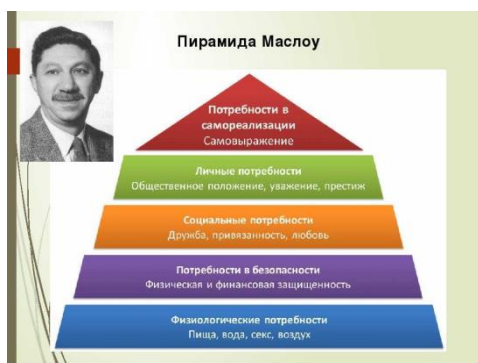 Пирамида Маслоу
Потребности в
самореализации
Самовыражение
Личные потребности
Общественное положение, уважение, престиж
Социальные потребности
Дружба, привязанность, любовь
Потребности в безопасности
Физическая и финансовая защищенность
Физиологические потребности
Пища, вода, секс, воздух